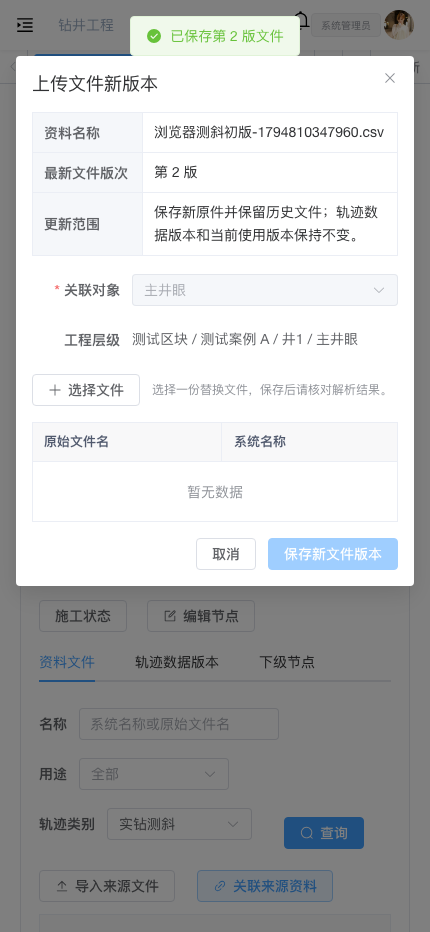 钻井工程
已保存第 2 版文件
系统管理员
上传文件新版本
资料名称
浏览器测斜初版-1794810347960.csv
最新文件版次
第 2 版
更新范围
保存新原件并保留历史文件；轨迹数
据版本和当前使用版本保持不变。
* 关联对象
主井眼
工程层级
测试区块 / 测试案例 A / 井1 / 主井眼
选择文件
选择一份替换文件，保存后请核对解析结果。
原始文件名
系统名称
暂无数据
取消
保存新文件版本
施工状态
编辑节点
资料文件
轨迹数据版本
下级节点
名称
系统名称或原始文件名
用途
全部
轨迹类别
实钻测斜
查询
导入来源文件
关联来源资料